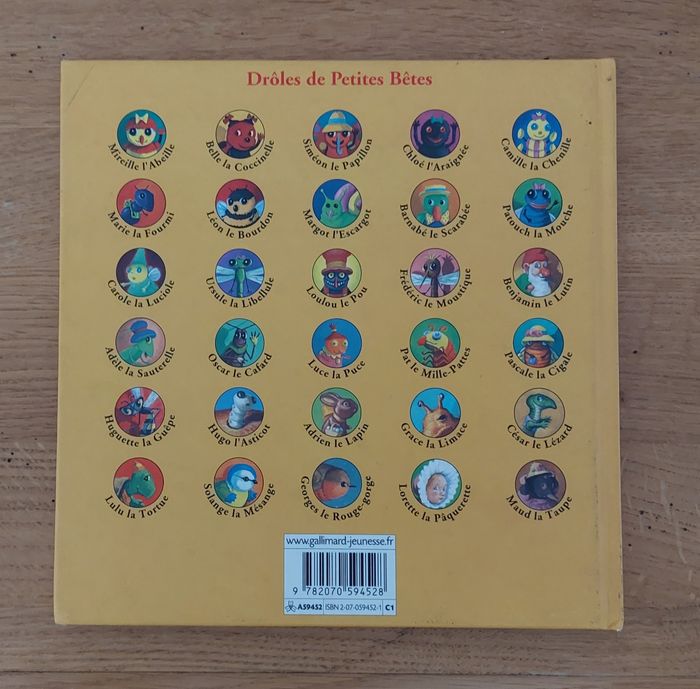 Drôles de Petites Bêtes
Mireille l'Abeille
Belle la Coccinelle
Siméon le Papillon
Chloé l'Araignée
Camille la Chenille
Marie la Fourmi
Léon le Bourdon
Margot l'Escargot
Barnabé le Scarabée
Patouch la Mouche
Carole la Luciole
Ursule la Libellule
Loulou le Pou
Frédéric le Moustique
Benjamin le Lutin
Adèle la Sauterelle
Oscar le Cafard
Luce la Puce
Pat le Mille-Pattes
Pascale la Cigale
Huguette la Guêpe
Hugo l'Asticot
Adrien le Lapin
Grace la Limace
César le Lézard
Lulu la Tortue
Solange la Mésange
Georges le Rouge-gorge
Lorette la Pâquerette
Maud la Taupe
www.gallimard-jeunesse.fr
9 782070 594528
A59452 ISBN 2-07-059452-1 C1